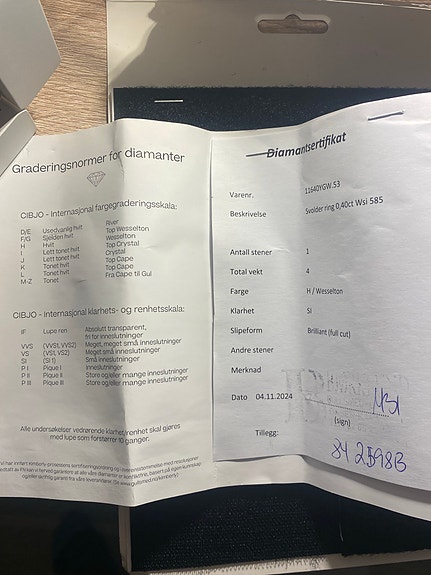 Graderingsnormer for diamanter
CIBJO - Internasjonal fargegraderingsskala:
D/E Usedvanlig hvit River
F/G Sjelden hvit Top Wesselton
H Hvit Wesselton
I Lett tonet hvit Top Crystal
J Lett tonet hvit Crystal
K Tonet hvit Top Cape
L Tonet hvit Top Cape
M-Z Tonet Fra Cape til Gul
CIBJO - Internasjonal klarhets- og renhetsskala:
IF Lupe ren Absolutt transparent,
fri for inneslutninger
VVS (VVS1, VVS2) Meget, meget små inneslutninger
VS (VS1, VS2) Meget små inneslutninger
SI (SI 1) Små inneslutninger
P I Piqué I Inneslutninger
P II Piqué II Store og/eller mange inneslutninger
P III Piqué III Store og/eller mange inneslutninger
Alle undersøkelser vedrørende klarhet/renhet skal gjøres
med lupe som forstørrer 10 ganger.
Diamantsertifikat
Varenr. 11640YGW.53
Beskrivelse Svolder ring 0,40ct Wsi 585
Antall stener 1
Total vekt 4
Farge H / Wesselton
Klarhet SI
Slipeform Brilliant (full cut)
Andre stener
Merknad
Dato 04.11.2024
(sign)
Tillegg:
84 2598B